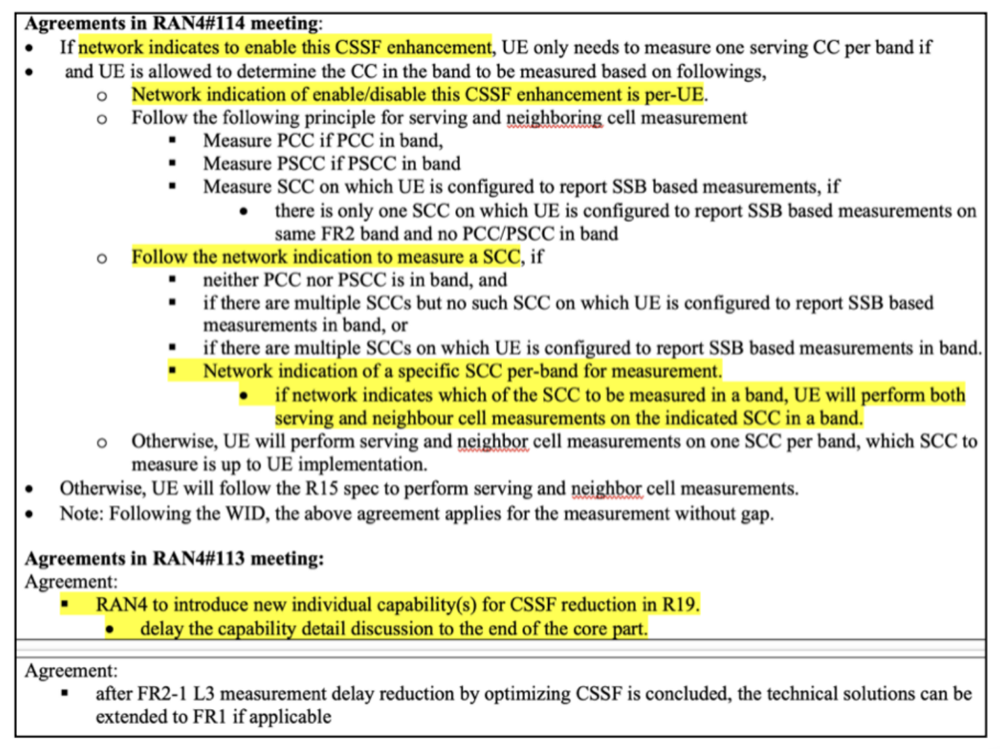 Agreements in RAN4#114 meeting:
• If network indicates to enable this CSSF enhancement, UE only needs to measure one serving CC per band if
• and UE is allowed to determine the CC in the band to be measured based on followings,
o Network indication of enable/disable this CSSF enhancement is per-UE.
o Follow the following principle for serving and neighboring cell measurement
▪ Measure PCC if PCC in band,
▪ Measure PSCC if PSCC in band
▪ Measure SCC on which UE is configured to report SSB based measurements, if
• there is only one SCC on which UE is configured to report SSB based measurements on
same FR2 band and no PCC/PSCC in band
o Follow the network indication to measure a SCC, if
▪ neither PCC nor PSCC is in band, and
▪ if there are multiple SCCs but no such SCC on which UE is configured to report SSB based
measurements in band, or
▪ if there are multiple SCCs on which UE is configured to report SSB based measurements in band.
▪ Network indication of a specific SCC per-band for measurement.
• if network indicates which of the SCC to be measured in a band, UE will perform both
serving and neighbour cell measurements on the indicated SCC in a band.
o Otherwise, UE will perform serving and neighbor cell measurements on one SCC per band, which SCC to
measure is up to UE implementation.
• Otherwise, UE will follow the R15 spec to perform serving and neighbor cell measurements.
• Note: Following the WID, the above agreement applies for the measurement without gap.
Agreements in RAN4#113 meeting:
Agreement:
▪ RAN4 to introduce new individual capability(s) for CSSF reduction in R19.
• delay the capability detail discussion to the end of the core part.
Agreement:
▪ after FR2-1 L3 measurement delay reduction by optimizing CSSF is concluded, the technical solutions can be
extended to FR1 if applicable